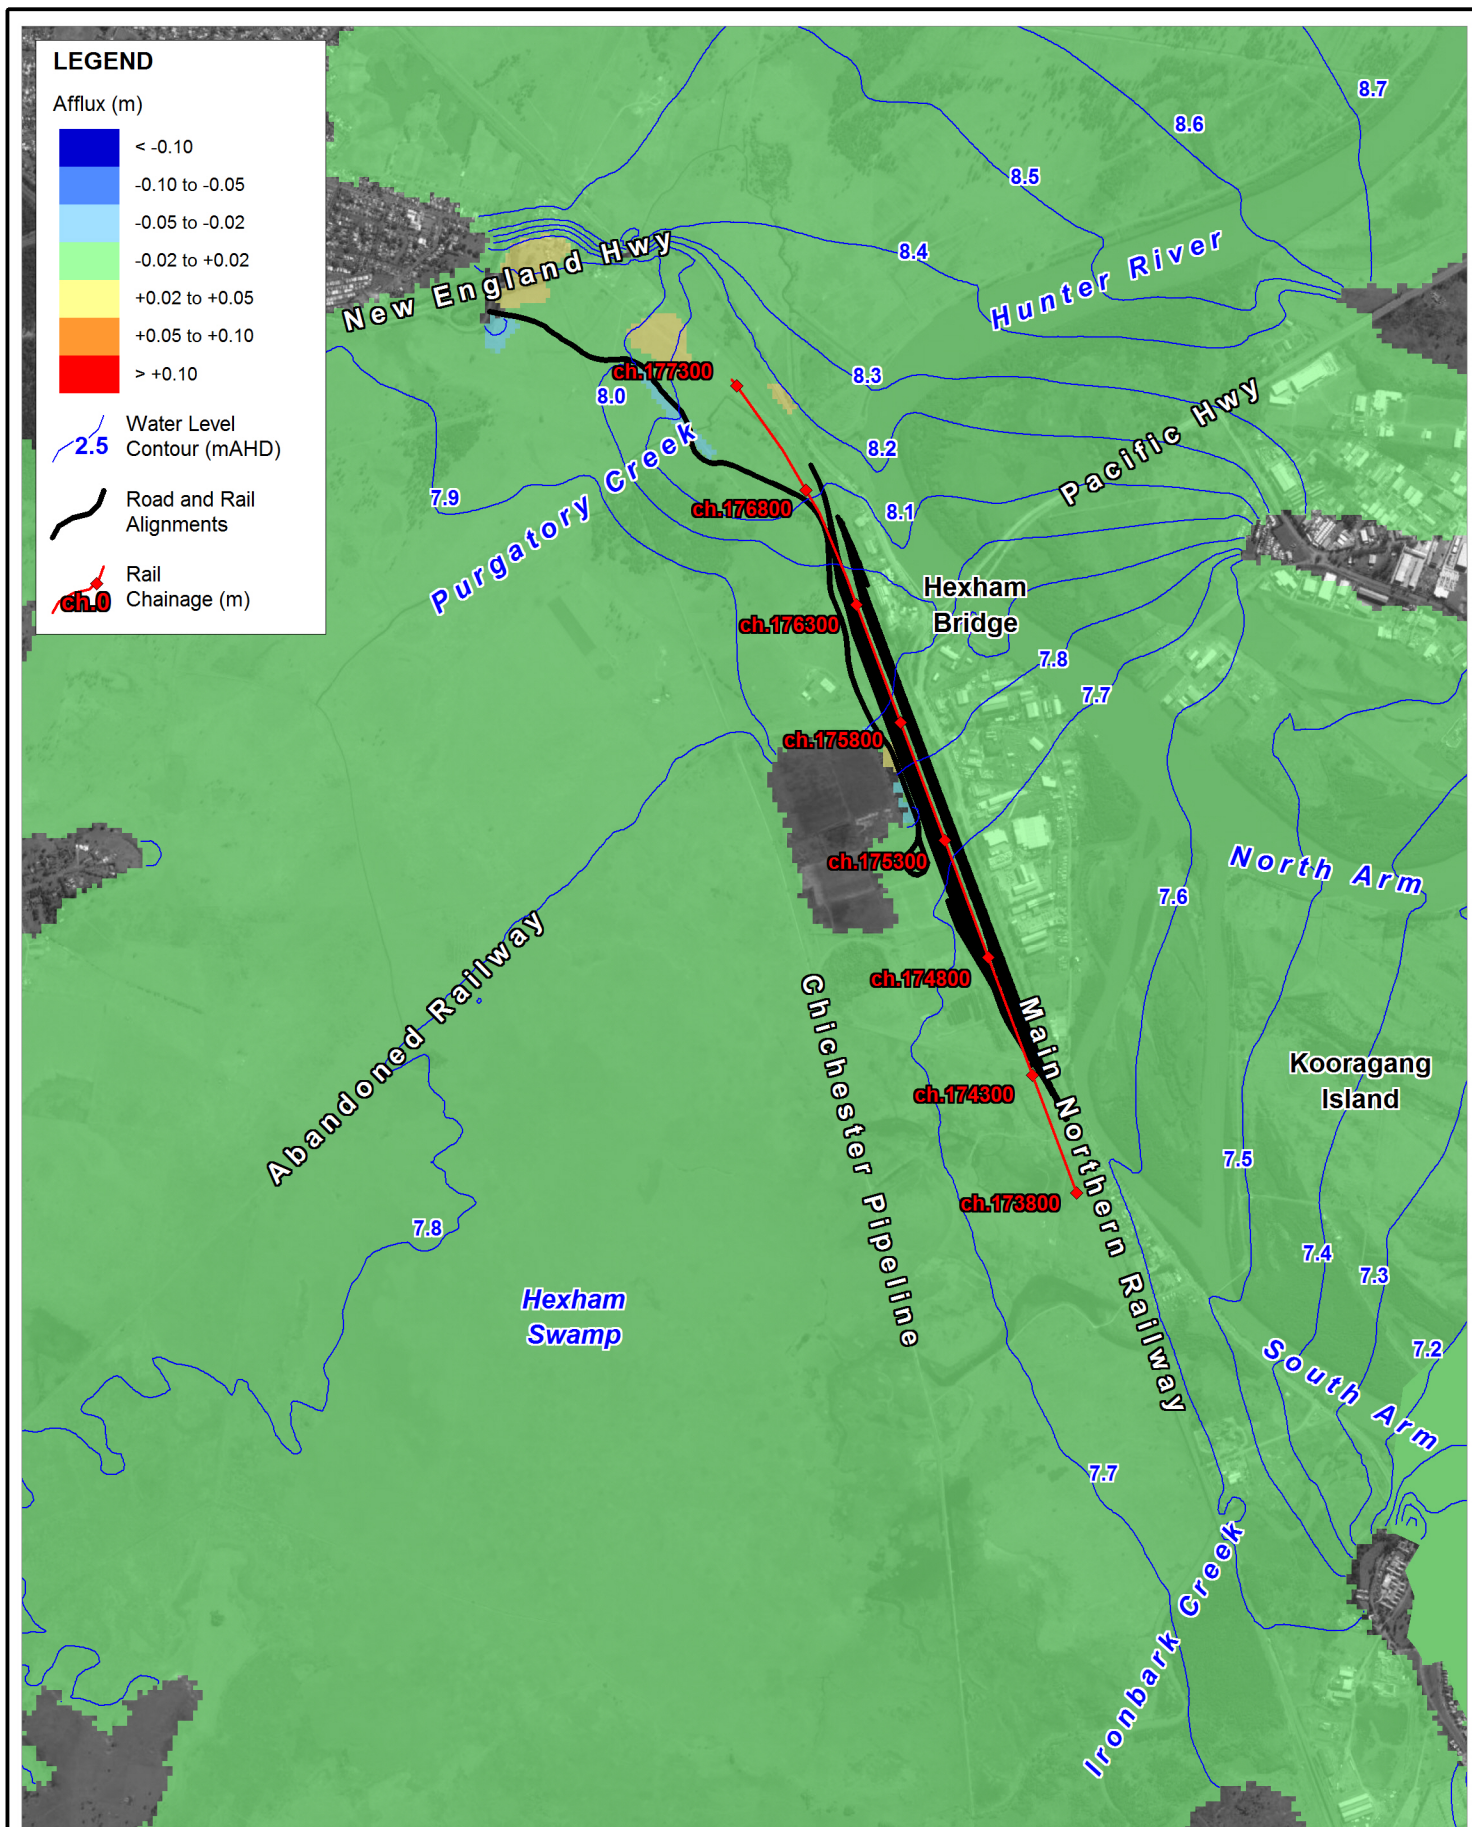 LEGEND
Afflux (m)
< -0.10
-0.10 to -0.05
-0.05 to -0.02
-0.02 to +0.02
+0.02 to +0.05
+0.05 to +0.10
> +0.10
2.5
Water Level
Contour (mAHD)
Road and Rail
Alignments
ch.0
Rail
Chainage (m)
8.7
8.6
8.5
8.4
New England Hwy
Hunter River
ch.177300
8.3
8.0
Pacific Hwy
8.2
7.9
Purgatory Creek
ch.176800
8.1
Hexham
Bridge
ch.176300
7.8
7.7
ch.175800
ch.175300
North Arm
7.6
Abandoned Railway
ch.174800
Chichester Pipeline
Main Northern Railway
Kooragang
Island
ch.174300
7.5
ch.173800
7.8
7.4
7.3
Hexham
Swamp
7.2
South Arm
7.7
Ironbark Creek